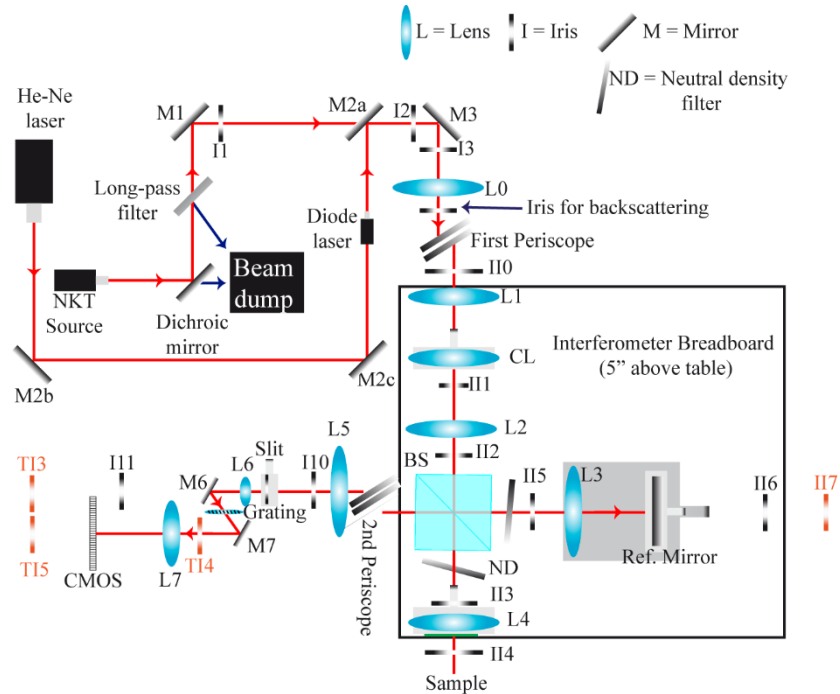 L = Lens
I = Iris
M = Mirror
ND = Neutral density
filter
He-Ne
laser
M1
I1
M2a
I2
M3
I3
L0
Long-pass
filter
Diode
laser
Iris for backscattering
First Periscope
NKT
Source
Beam
dump
Dichroic
mirror
II0
L1
M2b
M2c
CL
Interferometer Breadboard
(5” above table)
II1
L2
II2
BS
II5
L3
II6
II7
Ref. Mirror
TI3
TI5
I11
CMOS
M6
L6
Slit
I10
L5
Grating
M7
TI4
L7
2nd Periscope
ND
II3
L4
II4
Sample